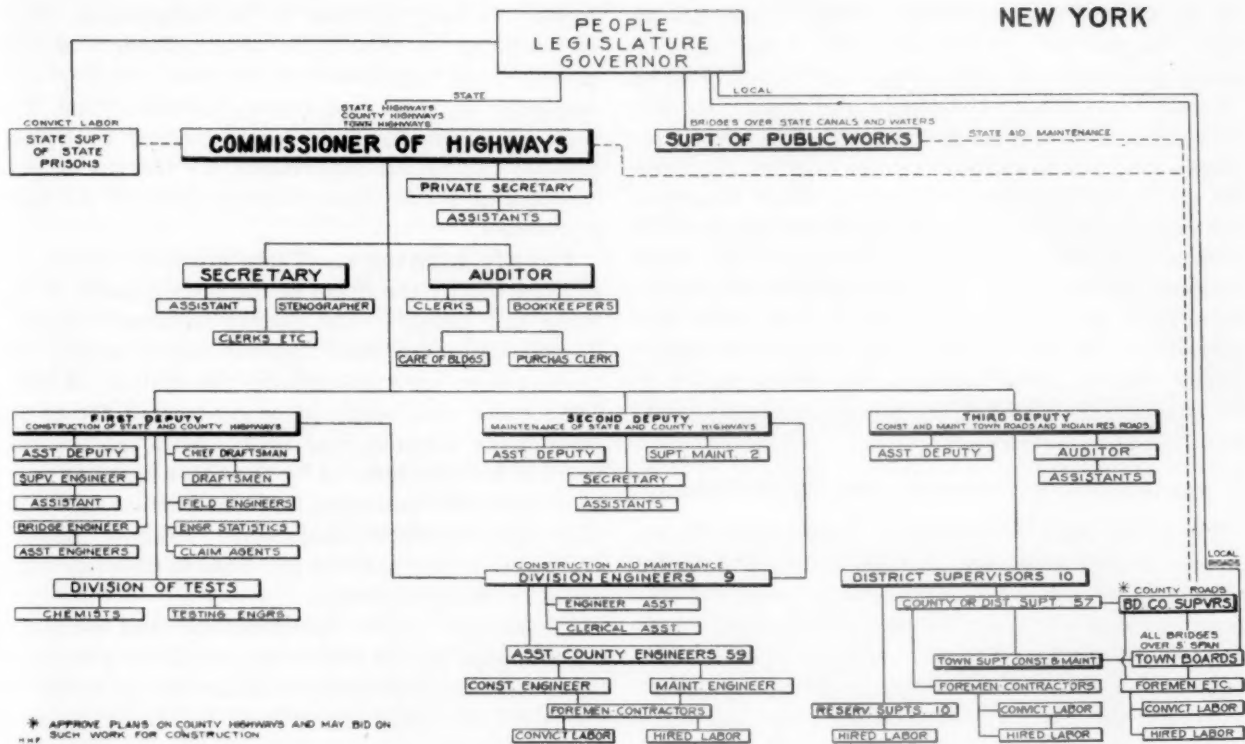 NEW YORK
PEOPLE
LEGISLATURE
GOVERNOR
STATE
LOCAL
STATE HIGHWAYS
COUNTY HIGHWAYS
TOWN HIGHWAYS
CONVICT LABOR
STATE SUPT
OF STATE
PRISONS
COMMISSIONER OF HIGHWAYS
BRIDGES OVER STATE CANALS AND WATERS
SUPT. OF PUBLIC WORKS
STATE AID MAINTENANCE
PRIVATE SECRETARY
ASSISTANTS
SECRETARY
AUDITOR
ASSISTANT
STENOGRAPHER
CLERKS
BOOKKEEPERS
CLERKS ETC
CARE OF BLDGS
PURCHAS CLERK
FIRST DEPUTY
CONSTRUCTION OF STATE AND COUNTY HIGHWAYS
SECOND DEPUTY
MAINTENANCE OF STATE AND COUNTY HIGHWAYS
THIRD DEPUTY
CONST AND MAINT TOWN ROADS AND INDIAN RES. ROADS
ASST DEPUTY
CHIEF DRAFTSMAN
SUPV ENGINEER
DRAFTSMEN
ASSISTANT
FIELD ENGINEERS
BRIDGE ENGINEER
ENGR STATISTICS
ASST ENGINEERS
CLAIM AGENTS
DIVISION OF TESTS
CHEMISTS
TESTING ENGRS
ASST DEPUTY
SUPT MAINT. 2
SECRETARY
ASSISTANTS
ASST DEPUTY
AUDITOR
ASSISTANTS
CONSTRUCTION AND MAINTENANCE
DIVISION ENGINEERS 9
ENGINEER ASST
CLERICAL ASST.
ASST COUNTY ENGINEERS 59
CONST ENGINEER
MAINT. ENGINEER
FOREMEN-CONTRACTORS
CONVICT LABOR
HIRED LABOR
DISTRICT SUPERVISORS 10
COUNTY OR DIST. SUPT. 57
TOWN SUPT CONST & MAINT
FOREMEN-CONTRACTORS
RESERV SUPTS. 10
CONVICT LABOR
HIRED LABOR
HIRED LABOR
LOCAL
ROADS
* COUNTY ROADS
BD. CO. SUPVRS.
ALL BRIDGES
OVER 5' SPAN
TOWN BOARDS
FOREMEN ETC.
CONVICT LABOR
HIRED LABOR
* APPROVE PLANS ON COUNTY HIGHWAYS AND MAY BID ON
SUCH WORK FOR CONSTRUCTION